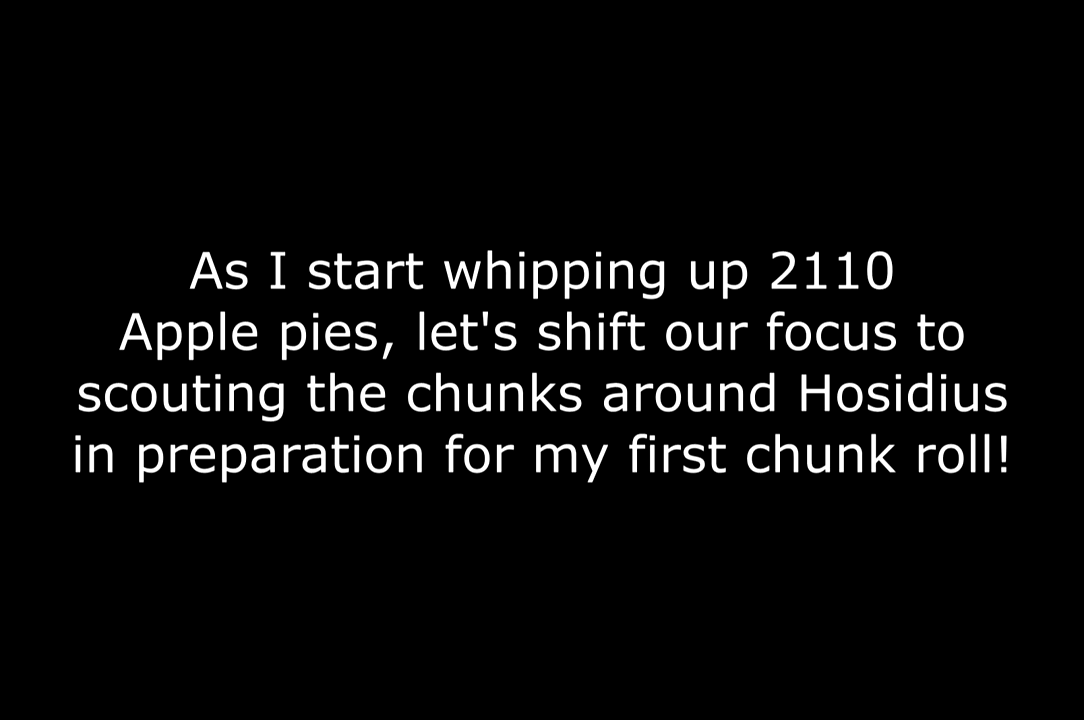 As I start whipping up 2110
Apple pies, let's shift our focus to
scouting the chunks around Hosidius
in preparation for my first chunk roll!